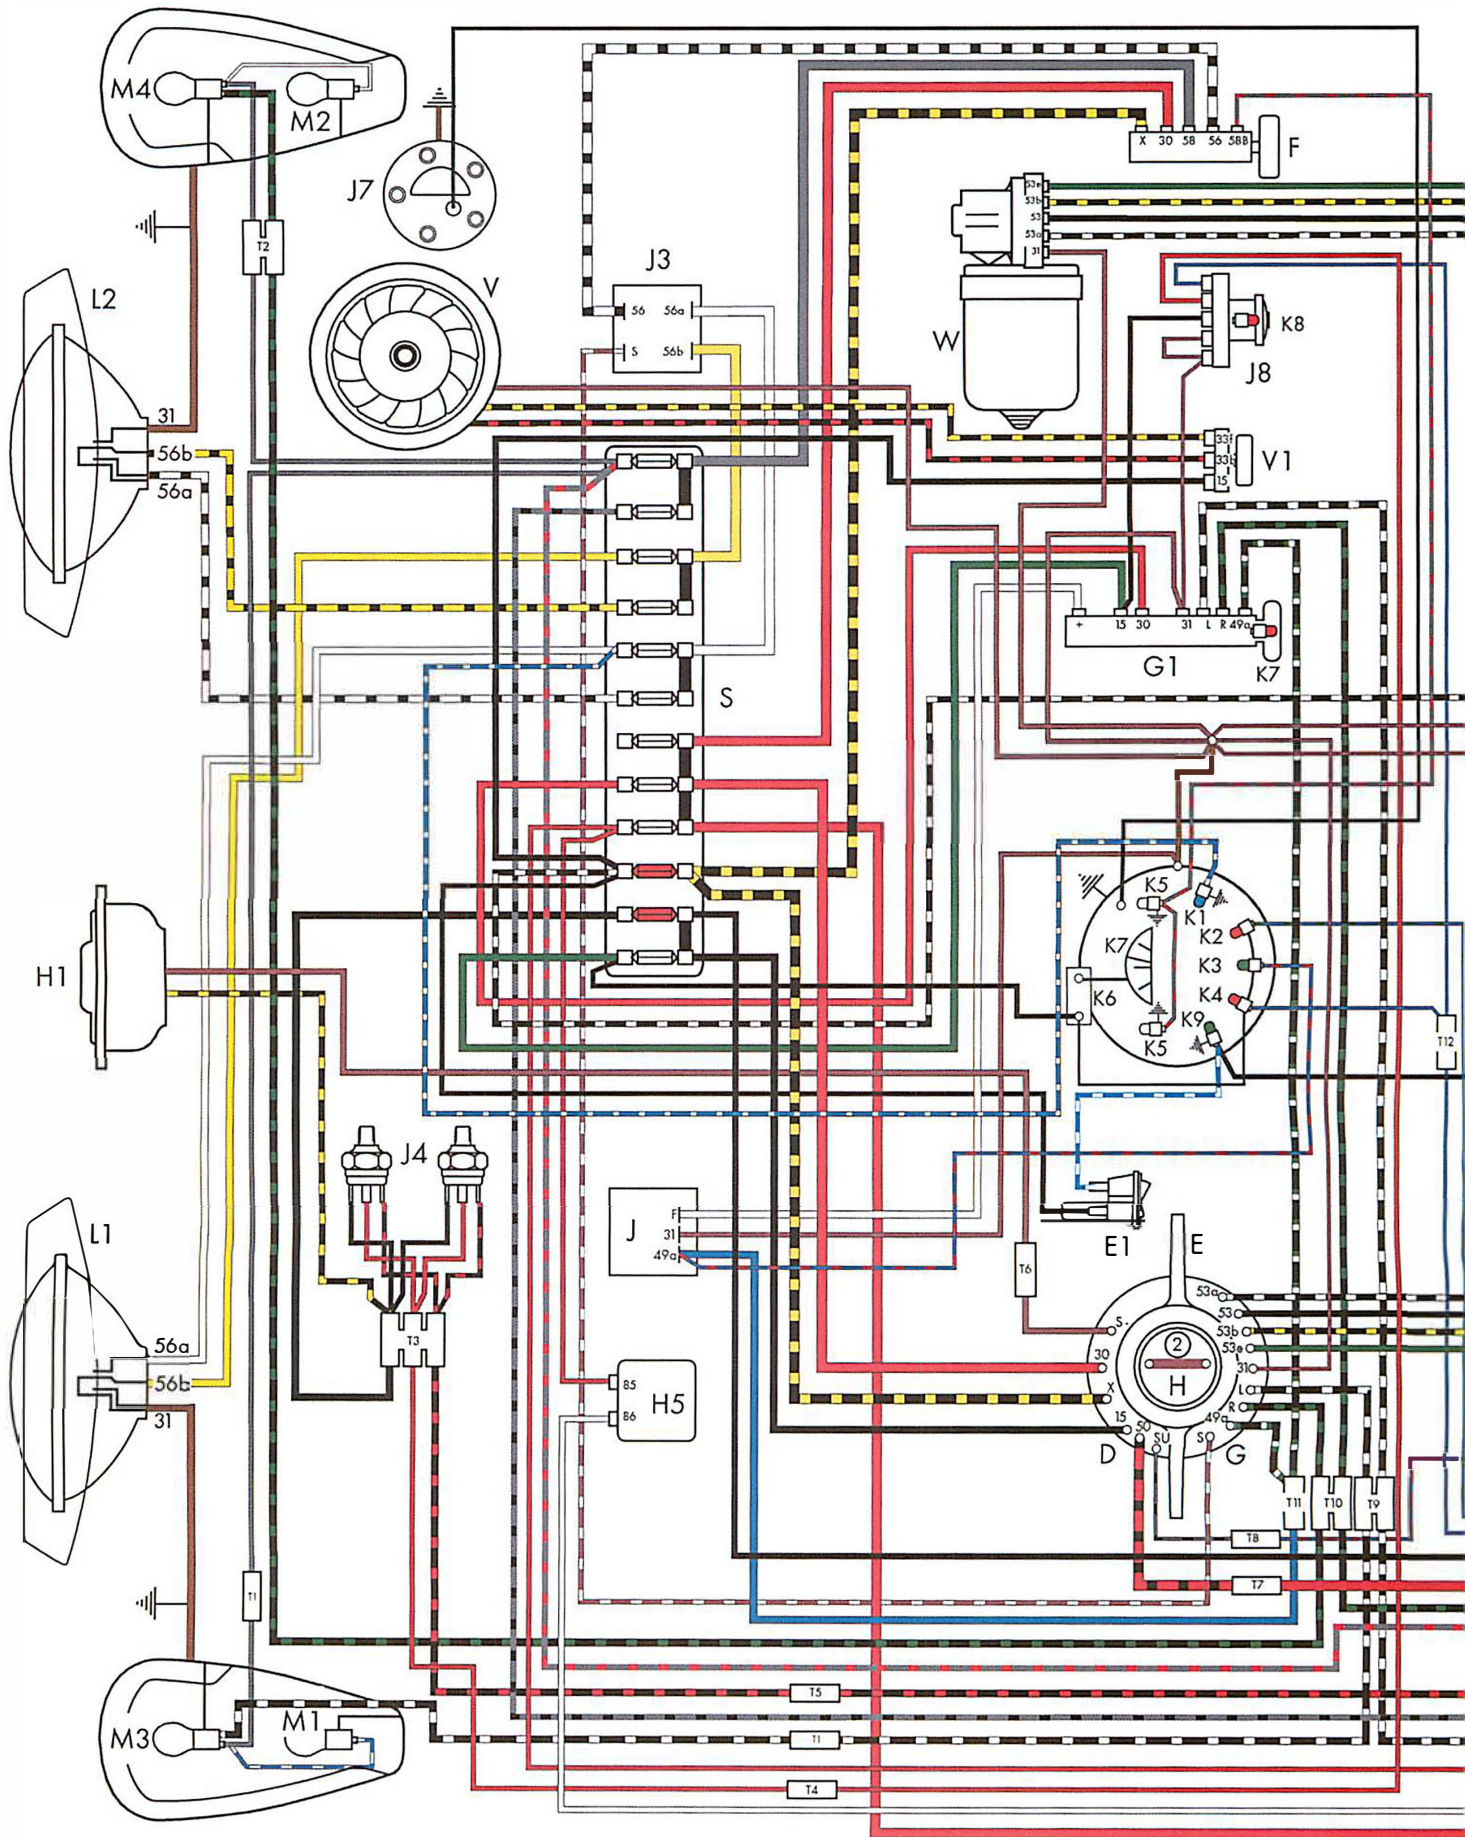 M4
M2
J7
T2
J3
56 56a
S 56b
V
L2
31
56b
56a
X 30 58 56 58B
F
53e
53b
53
53a
31
W
K8
J8
33b
15
V1
+ 15 30 31 L R 49a
G1
K7
S
H1
K5
K1
K2
K7
K3
K6
K4
K9
K5
T12
J4
J
F
31
49a
E1
E
T6
L1
56a
56b
31
T3
H5
85
86
S
30
X
15
50
SU
S
53a
53
53b
53e
31
L
R
49a
2
H
D
G
T11
T10
T9
T8
T7
T1
T5
M3
M1
T1
T4